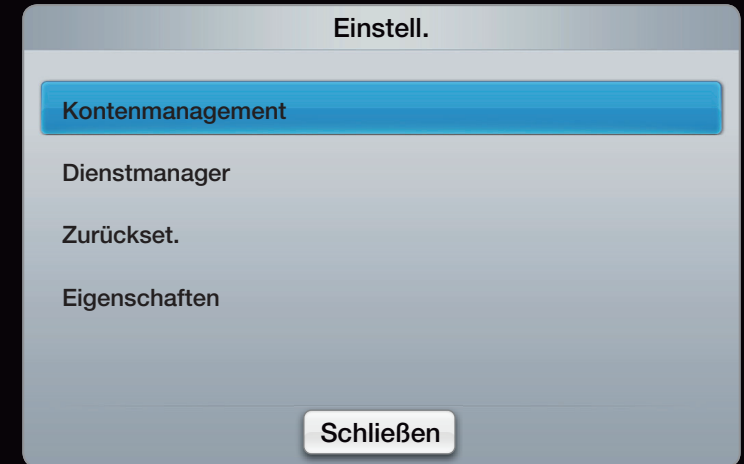 Einstell.
Kontenmanagement
Dienstmanager
Zurückset.
Eigenschaften
Schließen